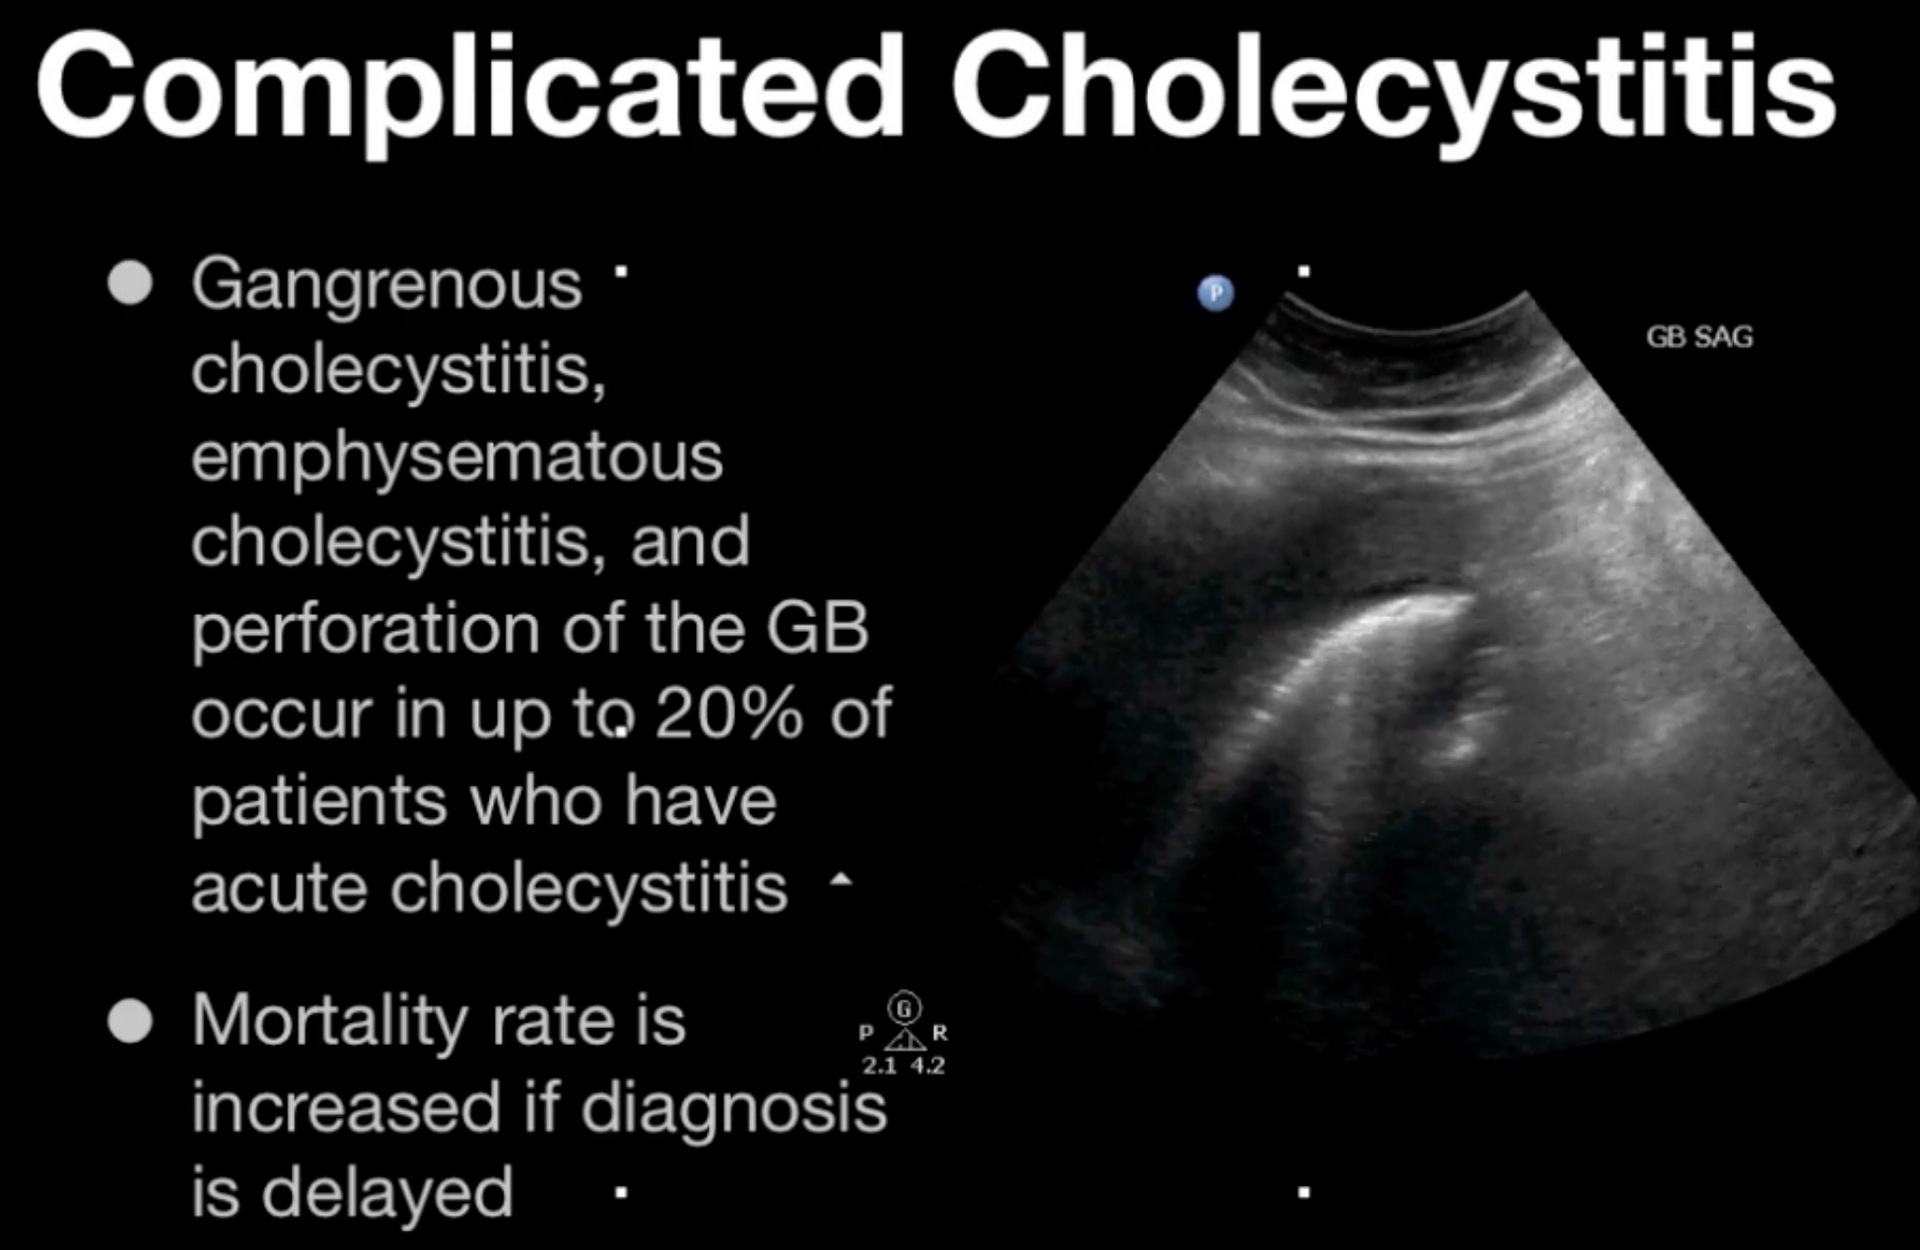 Complicated Cholecystitis
● Gangrenous
cholecystitis,
emphysematous
cholecystitis, and
perforation of the GB
occur in up to 20% of
patients who have
acute cholecystitis
● Mortality rate is
increased if diagnosis
is delayed
P
GB SAG
G
P R
2.1 4.2